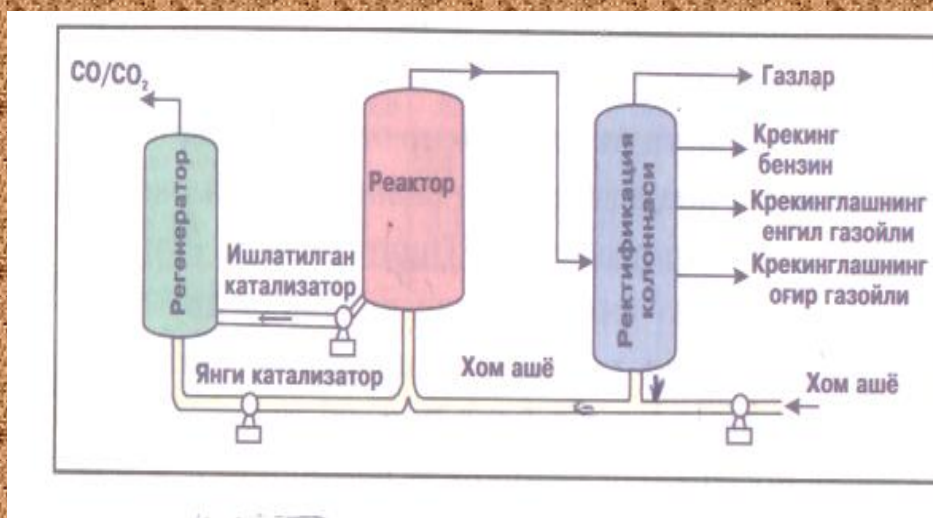 CO/CO₂
Регенератор
Реактор
Ишлатилган
катализатор
Янги катализатор
Хом ашё
Ректификация
колоннаси
Газлар
Крекинг
бензин
Крекинглашнинг
енгил газойли
Крекинглашнинг
оғир газойли
Хом ашё